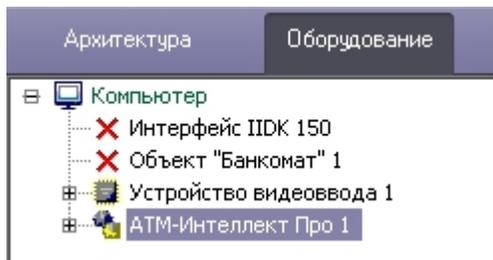 Архитектура Оборудование
Компьютер
Интерфейс IIDK 150
Объект "Банкомат" 1
Устройство видеоввода 1
АТМ-Интеллект Про 1